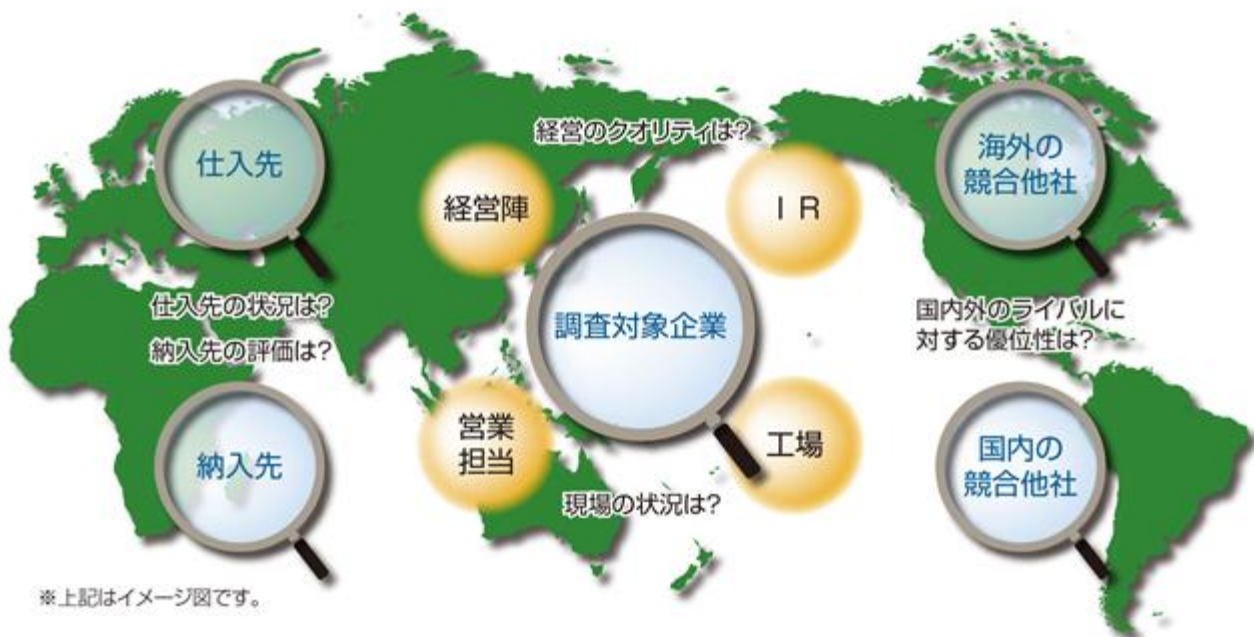 経営のクオリティは?
仕入先
経営陣
ＩＲ
海外の
競合他社
調査対象企業
仕入先の状況は?
納入先の評価は?
国内外のライバルに
対する優位性は?
納入先
営業
担当
工場
国内の
競合他社
現場の状況は?
※上記はイメージ図です。